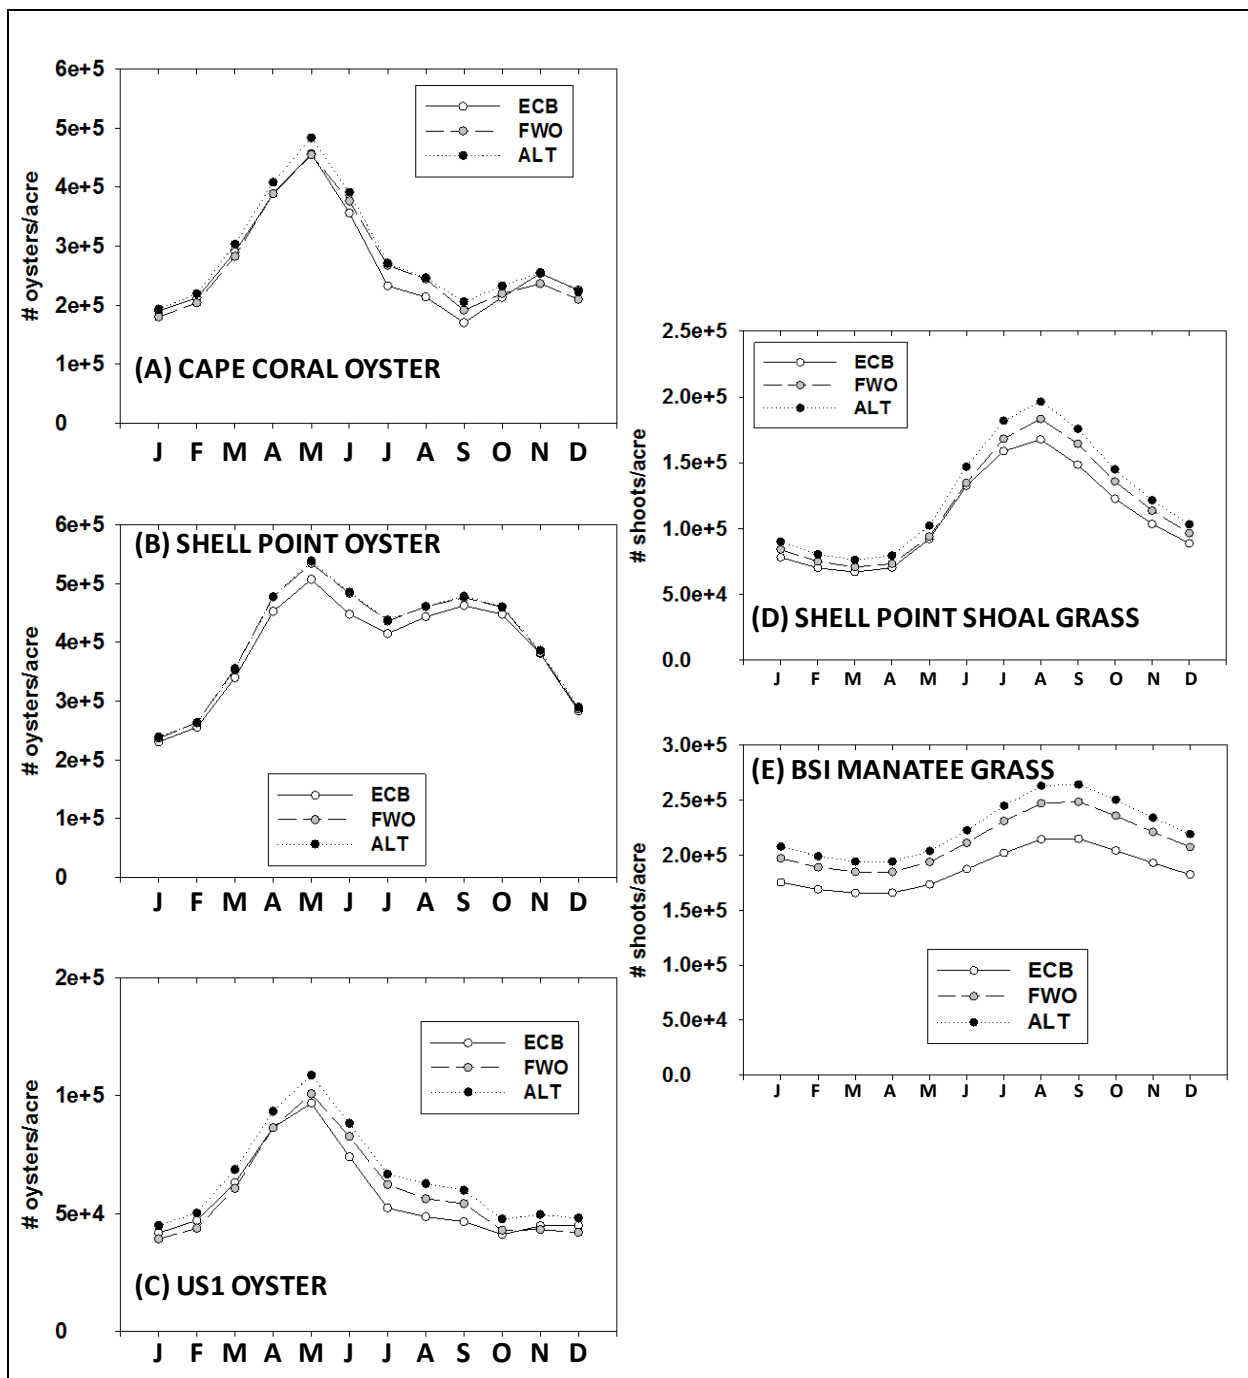 6e+5
5e+5
4e+5
3e+5
2e+5
1e+5
0
# oysters/acre
ECB
FWO
ALT
(A) CAPE CORAL OYSTER
J F M A M J J A S O N D
6e+5
5e+5
4e+5
3e+5
2e+5
1e+5
0
# oysters/acre
(B) SHELL POINT OYSTER
ECB
FWO
ALT
J F M A M J J A S O N D
2e+5
1e+5
5e+4
0
# oysters/acre
ECB
FWO
ALT
(C) US1 OYSTER
J F M A M J J A S O N D
2.5e+5
2.0e+5
1.5e+5
1.0e+5
5.0e+4
0.0
# shoots/acre
ECB
FWO
ALT
(D) SHELL POINT SHOAL GRASS
J F M A M J J A S O N D
3.0e+5
2.5e+5
2.0e+5
1.5e+5
1.0e+5
5.0e+4
0.0
# shoots/acre
(E) BSI MANATEE GRASS
ECB
FWO
ALT
J F M A M J J A S O N D